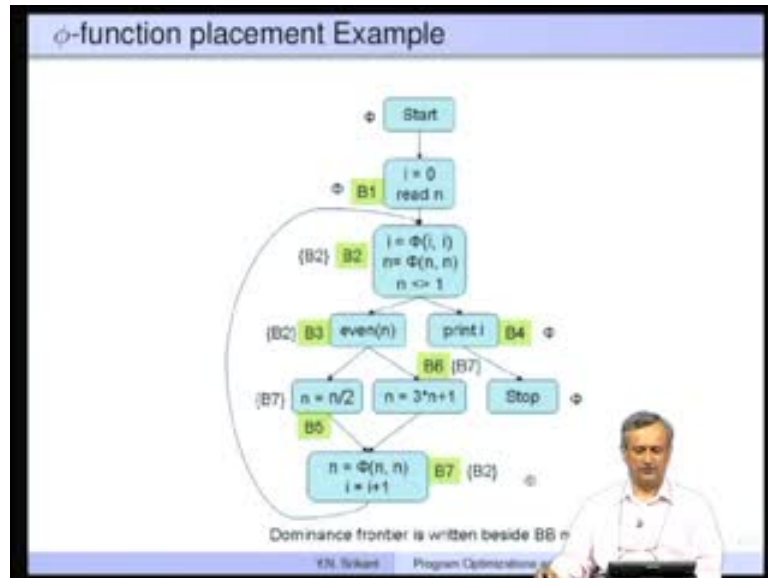 ϕ-function placement Example
Φ Start
i = 0
Φ B1 read n
i = Φ(i, i)
{B2} B2 n= Φ(n, n)
n <> 1
{B2} B3 even(n) print i B4 Φ
B6 {B7}
{B7} n = n/2 n = 3*n+1 Stop Φ
B5
n = Φ(n, n) B7 {B2}
i = i+1
Dominance frontier is written beside BB
Y.N. Srikant Program Optimizations